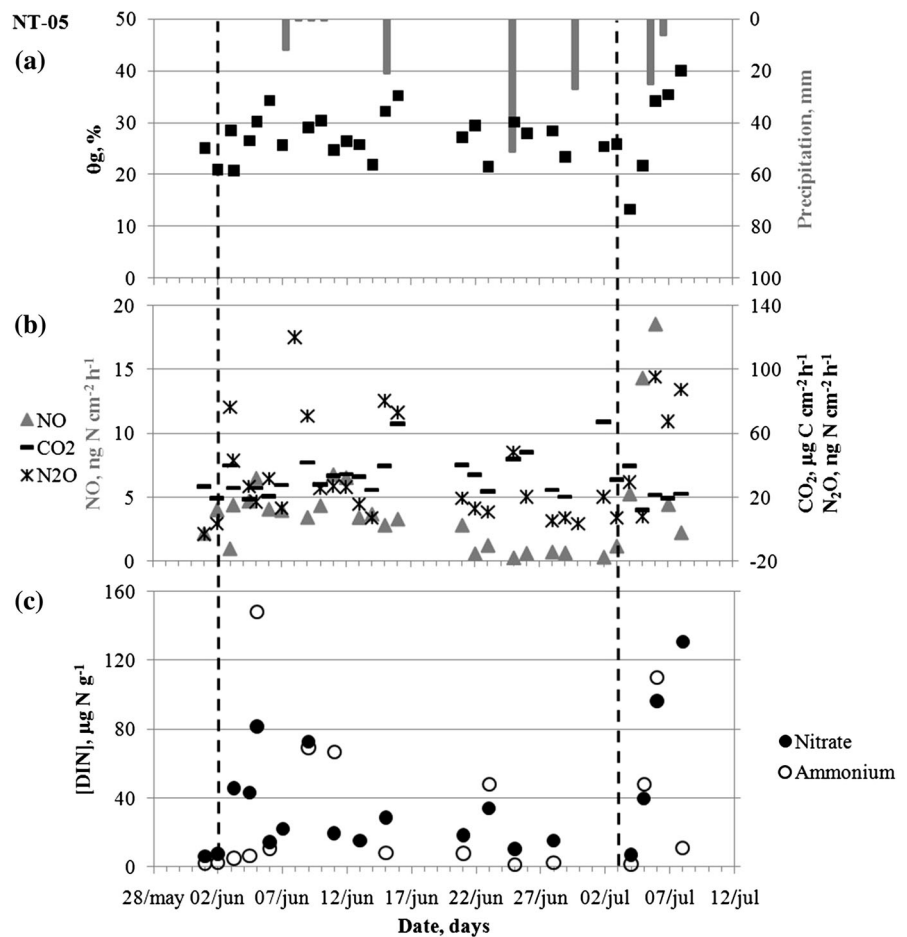 NT-05
(a)
50
40
30
20
10
0
θg, %
0
20
40
60
80
100
Precipitation, mm
(b)
20
15
10
5
0
NO, ng N cm⁻² h⁻¹
140
100
60
20
-20
CO₂, µg C cm⁻² h⁻¹
N₂O, ng N cm⁻² h⁻¹
NO
CO2
N2O
(c)
160
120
80
40
0
[DIN], µg N g⁻¹
Nitrate
Ammonium
28/may 02/jun 07/jun 12/jun 17/jun 22/jun 27/jun 02/jul 07/jul 12/jul
Date, days